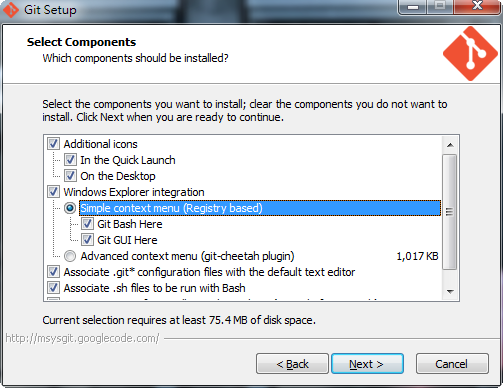 Git Setup
Select Components
Which components should be installed?
Select the components you want to install; clear the components you do not want to
install. Click Next when you are ready to continue.
Additional icons
In the Quick Launch
On the Desktop
Windows Explorer integration
Simple context menu (Registry based)
Git Bash Here
Git GUI Here
Advanced context menu (git-cheetah plugin) 1,017 KB
Associate .git* configuration files with the default text editor
Associate .sh files to be run with Bash
Current selection requires at least 75.4 MB of disk space.
http://msysgit.googlecode.com/
< Back
Next >
Cancel